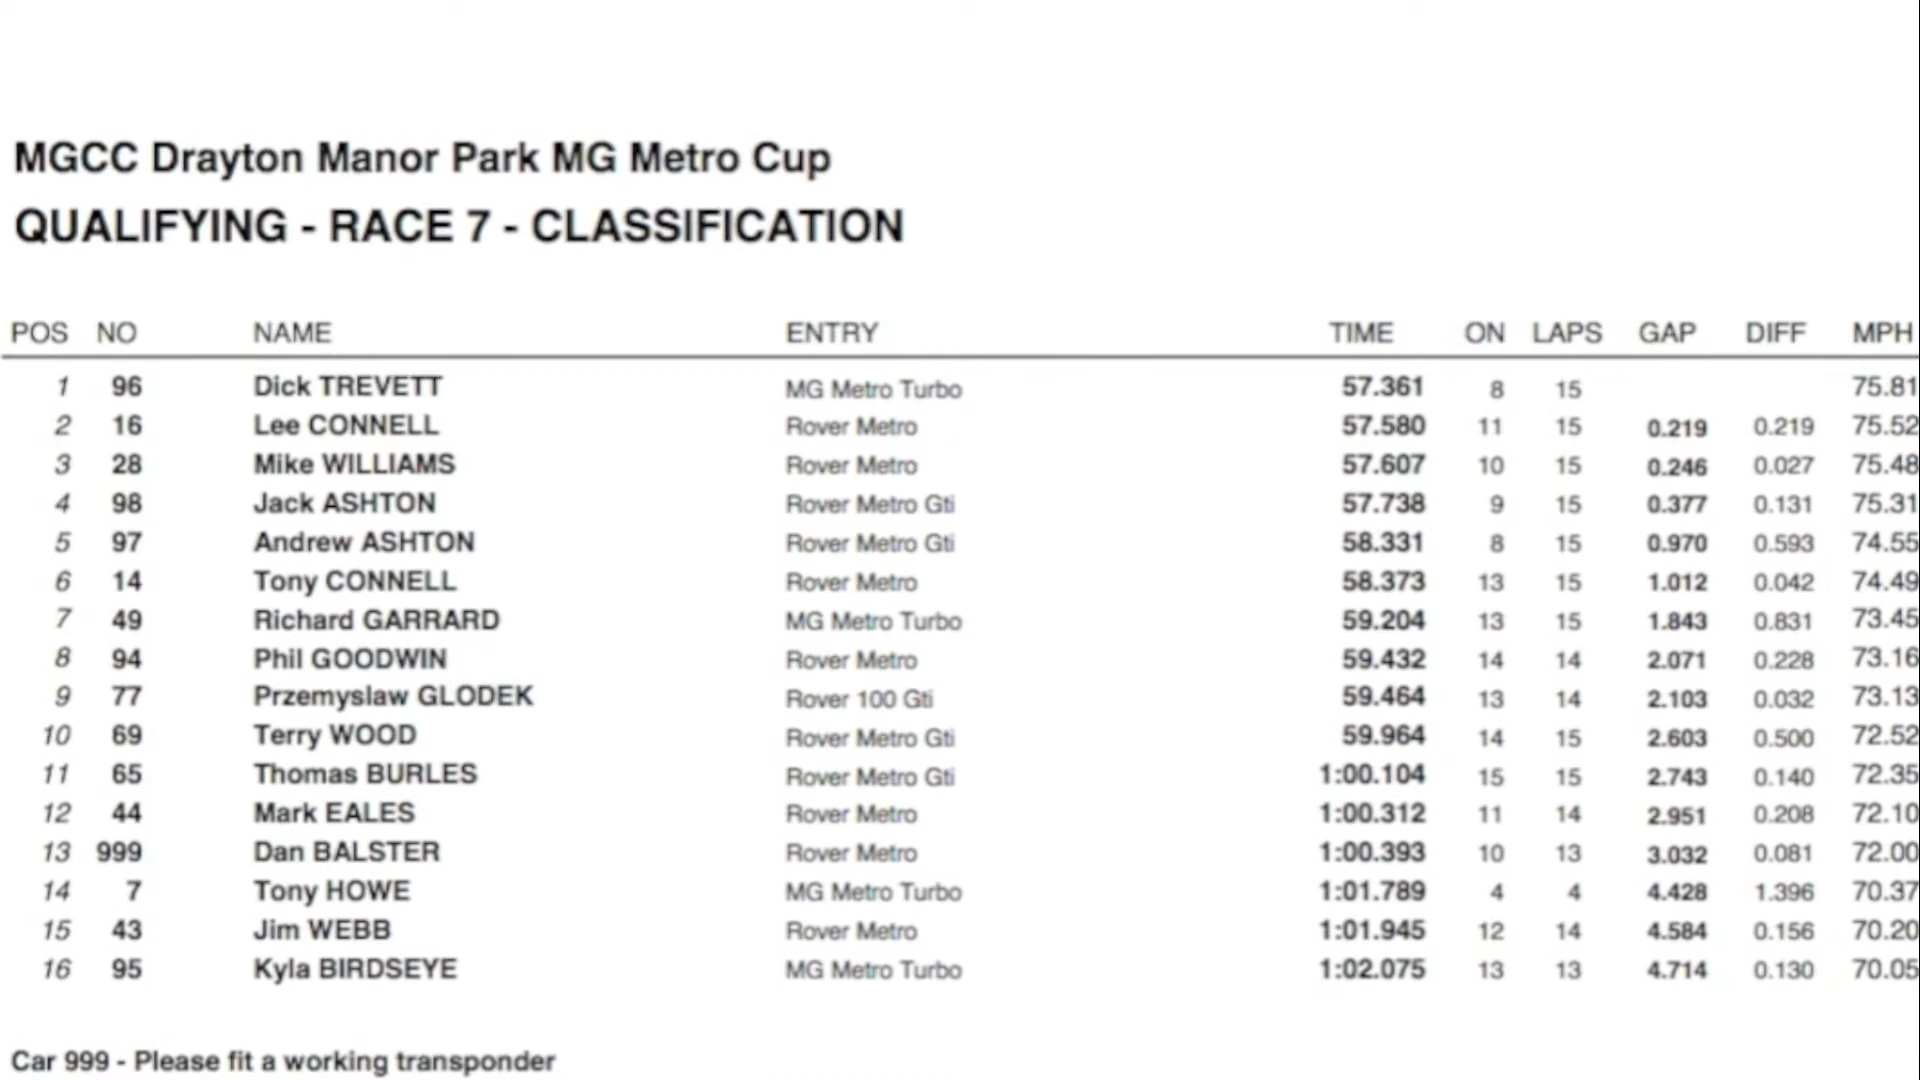 MGCC Drayton Manor Park MG Metro Cup
QUALIFYING - RACE 7 - CLASSIFICATION
POS NO NAME ENTRY TIME ON LAPS GAP DIFF MPH
1 96 Dick TREVETT MG Metro Turbo 57.361 8 15 75.81
2 16 Lee CONNELL Rover Metro 57.580 11 15 0.219 0.219 75.52
3 28 Mike WILLIAMS Rover Metro 57.607 10 15 0.246 0.027 75.48
4 98 Jack ASHTON Rover Metro Gti 57.738 9 15 0.377 0.131 75.31
5 97 Andrew ASHTON Rover Metro Gti 58.331 8 15 0.970 0.593 74.55
6 14 Tony CONNELL Rover Metro 58.373 13 15 1.012 0.042 74.49
7 49 Richard GARRARD MG Metro Turbo 59.204 13 15 1.843 0.831 73.45
8 94 Phil GOODWIN Rover Metro 59.432 14 14 2.071 0.228 73.16
9 77 Przemyslaw GLODEK Rover 100 Gti 59.464 13 14 2.103 0.032 73.13
10 69 Terry WOOD Rover Metro Gti 59.964 14 15 2.603 0.500 72.52
11 65 Thomas BURLES Rover Metro Gti 1:00.104 15 15 2.743 0.140 72.35
12 44 Mark EALES Rover Metro 1:00.312 11 14 2.951 0.208 72.10
13 999 Dan BALSTER Rover Metro 1:00.393 10 13 3.032 0.081 72.00
14 7 Tony HOWE MG Metro Turbo 1:01.789 4 4 4.428 1.396 70.37
15 43 Jim WEBB Rover Metro 1:01.945 12 14 4.584 0.156 70.20
16 95 Kyla BIRDSEYE MG Metro Turbo 1:02.075 13 13 4.714 0.130 70.05
Car 999 - Please fit a working transponder